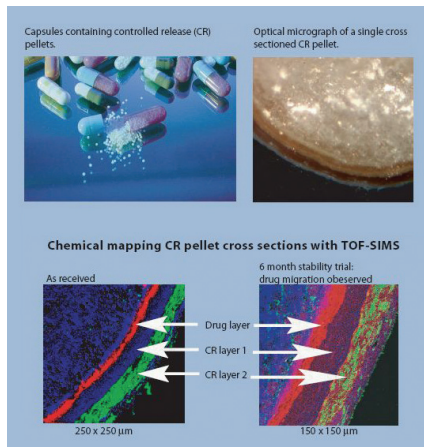 Capsules containing controlled release (CR)
pellets.
Optical micrograph of a single cross
sectioned CR pellet.
Chemical mapping CR pellet cross sections with TOF-SIMS
As received
6 month stability trial:
drug migration obeserved
Drug layer
CR layer 1
CR layer 2
250 x 250 µm
150 x 150 µm